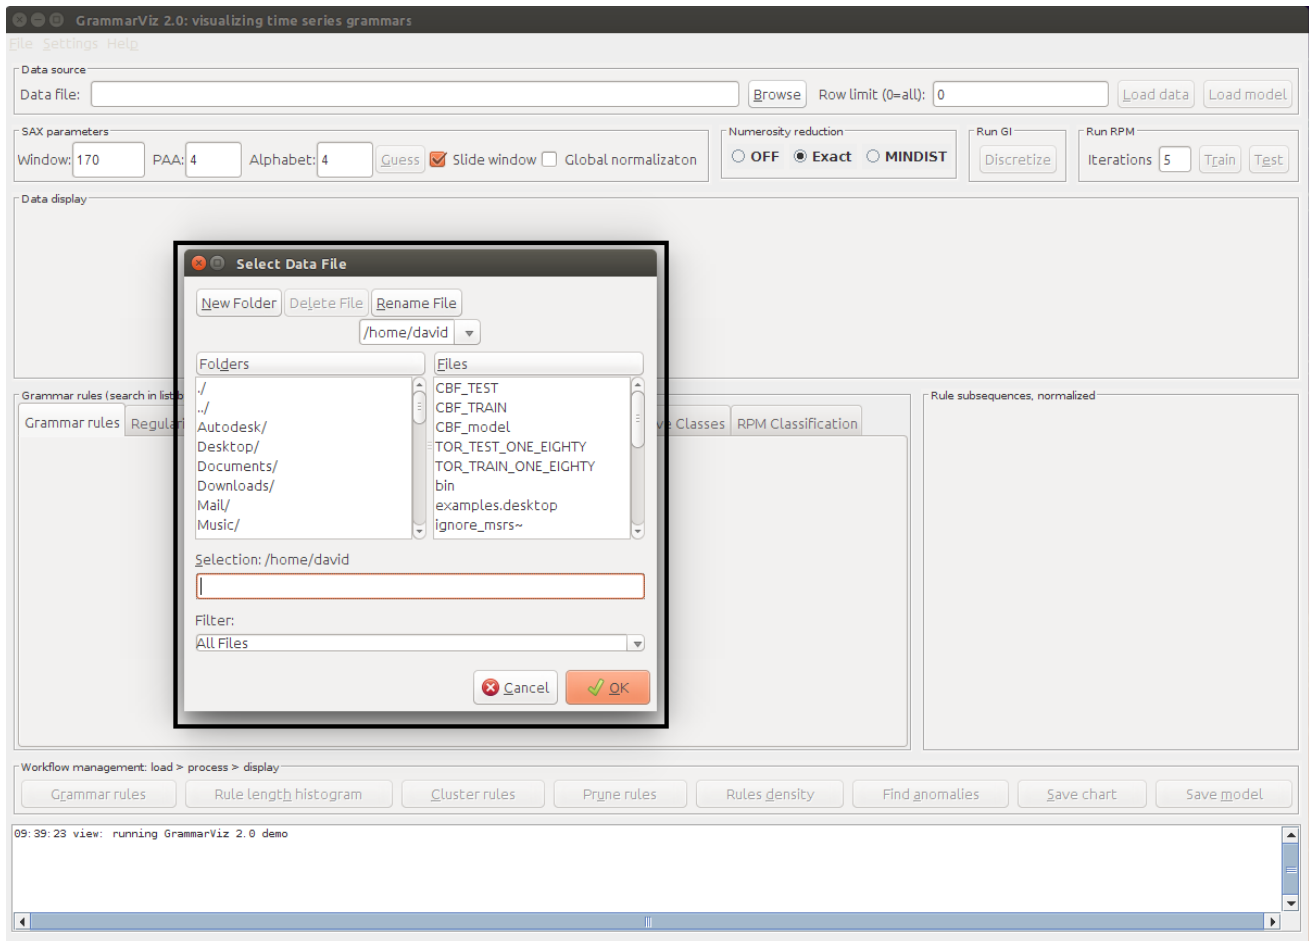 GrammarViz 2.0: visualizing time series grammars
File Settings Help
Data source
Data file: Browse Row limit (0=all): 0 Load data Load model
SAX parameters Numerosity reduction Run GI Run RPM
Window: 170 PAA: 4 Alphabet: 4 Guess Slide window Global normalizaton OFF Exact MINDIST Discretize Iterations 5 Train Test
Data display
Select Data File
New Folder Delete File Rename File
/home/david
Folders Files
./ CBF_TEST
../ CBF_TRAIN
Autodesk/ CBF_model
Desktop/ TOR_TEST_ONE_EIGHTY
Documents/ TOR_TRAIN_ONE_EIGHTY
Downloads/ bin
Mail/ examples.desktop
Music/ ignore_msrs~
Selection: /home/david
Filter:
All Files
Cancel OK
Grammar rules (search in list b Rule subsequences, normalized
Grammar rules Regulari ve Classes RPM Classification
Workflow management: load > process > display
Grammar rules Rule length histogram Cluster rules Prune rules Rules density Find anomalies Save chart Save model
09:39:23 view: running GrammarViz 2.0 demo